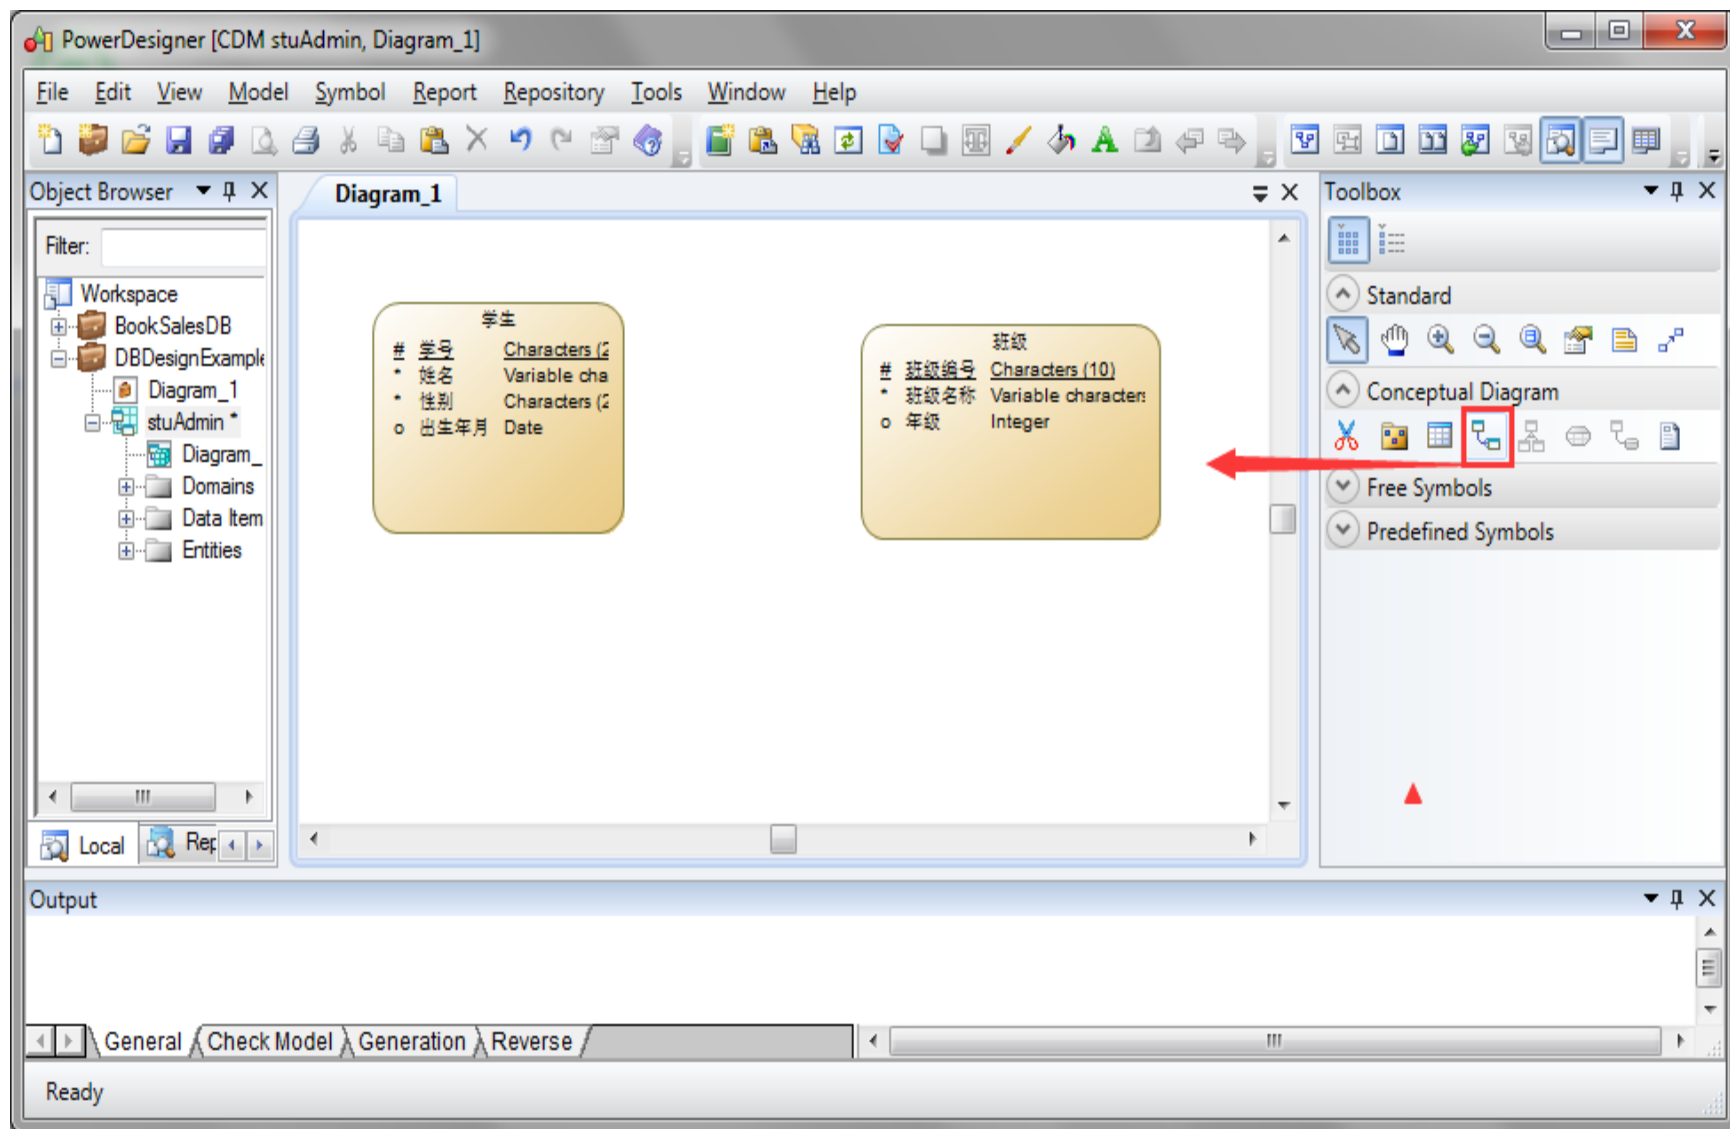 PowerDesigner [CDM stuAdmin, Diagram_1]
File Edit View Model Symbol Report Repository Tools Window Help
Object Browser
Diagram_1
Toolbox
Filter:
Workspace
BookSalesDB
DBDesignExample
Diagram_1
stuAdmin *
Diagram_
Domains
Data Item
Entities
学生
# 学号 Characters (2
* 姓名 Variable cha
* 性别 Characters (2
o 出生年月 Date
班级
# 班级编号 Characters (10)
* 班级名称 Variable characters
o 年级 Integer
Standard
Conceptual Diagram
Free Symbols
Predefined Symbols
Local Rep
Output
General Check Model Generation Reverse
Ready